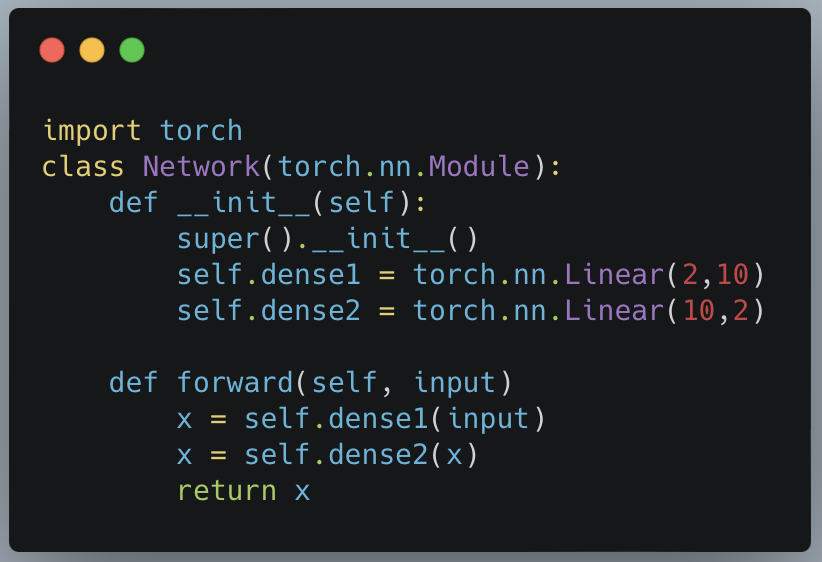 import torch
class Network(torch.nn.Module):
    def __init__(self):
        super().__init__()
        self.dense1 = torch.nn.Linear(2,10)
        self.dense2 = torch.nn.Linear(10,2)

    def forward(self, input)
        x = self.dense1(input)
        x = self.dense2(x)
        return x